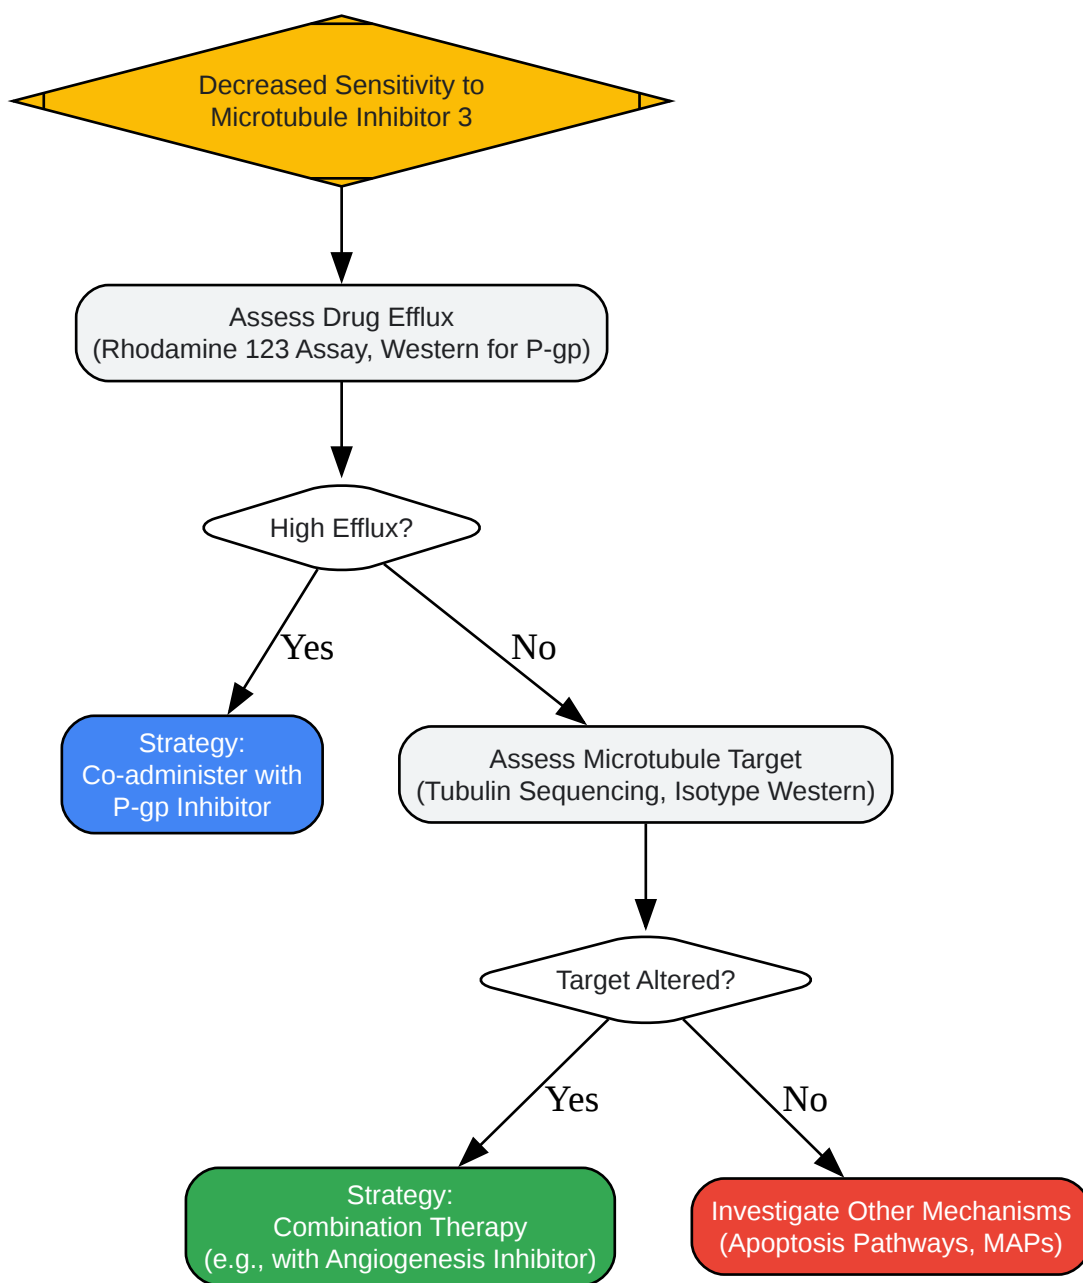 Decreased Sensitivity to
Microtubule Inhibitor 3
Assess Drug Efflux
(Rhodamine 123 Assay, Western for P-gp)
High Efflux?
Yes
No
Strategy:
Co-administer with
P-gp Inhibitor
Assess Microtubule Target
(Tubulin Sequencing, Isotype Western)
Target Altered?
Yes
No
Strategy:
Combination Therapy
(e.g., with Angiogenesis Inhibitor)
Investigate Other Mechanisms
(Apoptosis Pathways, MAPs)